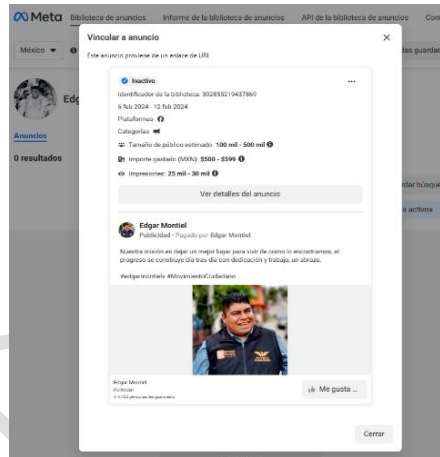 Meta
Biblioteca de anuncios
Informe de la biblioteca de anuncios
API de la biblioteca de anuncios
México
Vincular a anuncio
Este anuncio proviene de un enlace de URL
Anuncios
0 resultados
Inactivo
Identificador de la biblioteca: 302855219437869
6 feb 2024 - 12 feb 2024
Plataformas
Categorías
Tamaño de público estimado: 100 mil - 500 mil
Importe gastado (MXN): $500 - $599
Impresiones: 25 mil - 30 mil
Ver detalles del anuncio
Edgar Montiel
Publicidad • Pagado por Edgar Montiel
Nuestra misión es dejar un mejor lugar para vivir de como lo encontramos, el
progreso se construye día tras día con dedicación y trabajo, un abrazo.
#edgarmontielv #MovimientoCiudadano
Edgar Montiel
Me gusta ...
Cerrar